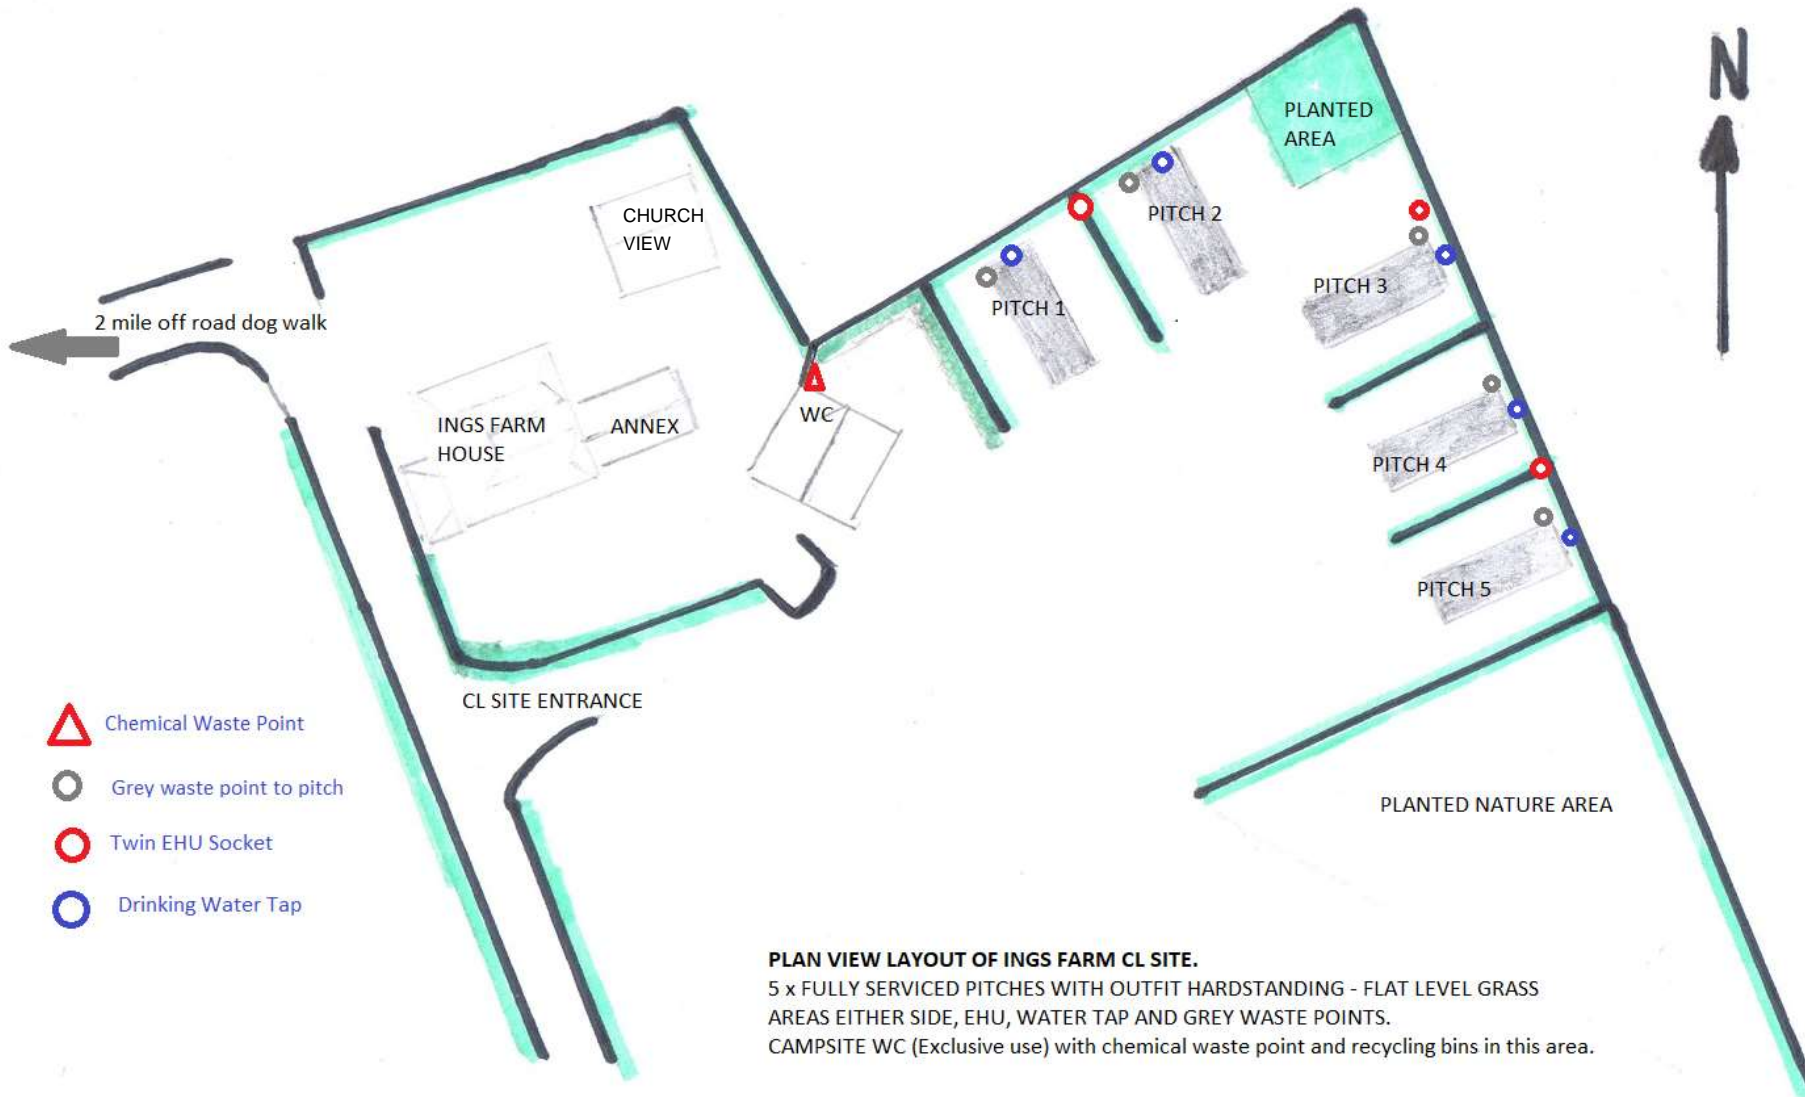 N
PLANTED
AREA
CHURCH
VIEW
PITCH 2
PITCH 1
PITCH 3
2 mile off road dog walk
WC
INGS FARM
HOUSE
ANNEX
PITCH 4
PITCH 5
CL SITE ENTRANCE
Chemical Waste Point
Grey waste point to pitch
Twin EHU Socket
Drinking Water Tap
PLANTED NATURE AREA
PLAN VIEW LAYOUT OF INGS FARM CL SITE.
5 x FULLY SERVICED PITCHES WITH OUTFIT HARDSTANDING - FLAT LEVEL GRASS
AREAS EITHER SIDE, EHU, WATER TAP AND GREY WASTE POINTS.
CAMPSITE WC (Exclusive use) with chemical waste point and recycling bins in this area.